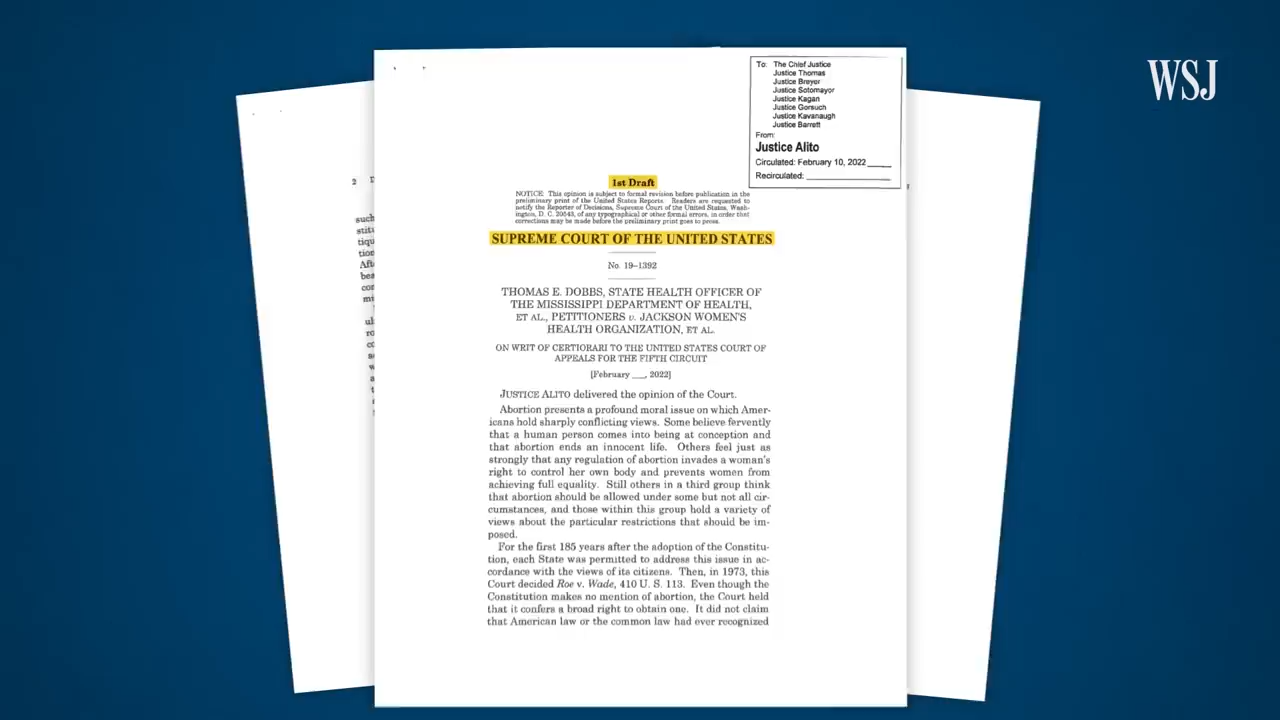 WSJ
To: The Chief Justice
Justice Thomas
Justice Breyer
Justice Sotomayor
Justice Kagan
Justice Gorsuch
Justice Kavanaugh
Justice Barrett
From:
Justice Alito
Circulated: February 10, 2022
Recirculated:
1st Draft
NOTICE: This opinion is subject to formal revision before publication in the
preliminary print of the United States Reports. Readers are requested to
notify the Reporter of Decisions, Supreme Court of the United States, Wash-
ington, D. C. 20543, of any typographical or other formal errors, in order that
corrections may be made before the preliminary print goes to press.
SUPREME COURT OF THE UNITED STATES
No. 19–1392
THOMAS E. DOBBS, STATE HEALTH OFFICER OF
THE MISSISSIPPI DEPARTMENT OF HEALTH,
ET AL., PETITIONERS v. JACKSON WOMEN'S
HEALTH ORGANIZATION, ET AL.
ON WRIT OF CERTIORARI TO THE UNITED STATES COURT OF
APPEALS FOR THE FIFTH CIRCUIT
[February ___, 2022]
JUSTICE ALITO delivered the opinion of the Court.
Abortion presents a profound moral issue on which Amer-
icans hold sharply conflicting views. Some believe fervently
that a human person comes into being at conception and
that abortion ends an innocent life. Others feel just as
strongly that any regulation of abortion invades a woman's
right to control her own body and prevents women from
achieving full equality. Still others in a third group think
that abortion should be allowed under some but not all cir-
cumstances, and those within this group hold a variety of
views about the particular restrictions that should be im-
posed.
For the first 185 years after the adoption of the Constitu-
tion, each State was permitted to address this issue in ac-
cordance with the views of its citizens. Then, in 1973, this
Court decided Roe v. Wade, 410 U. S. 113. Even though the
Constitution makes no mention of abortion, the Court held
that it confers a broad right to obtain one. It did not claim
that American law or the common law had ever recognized
2
such